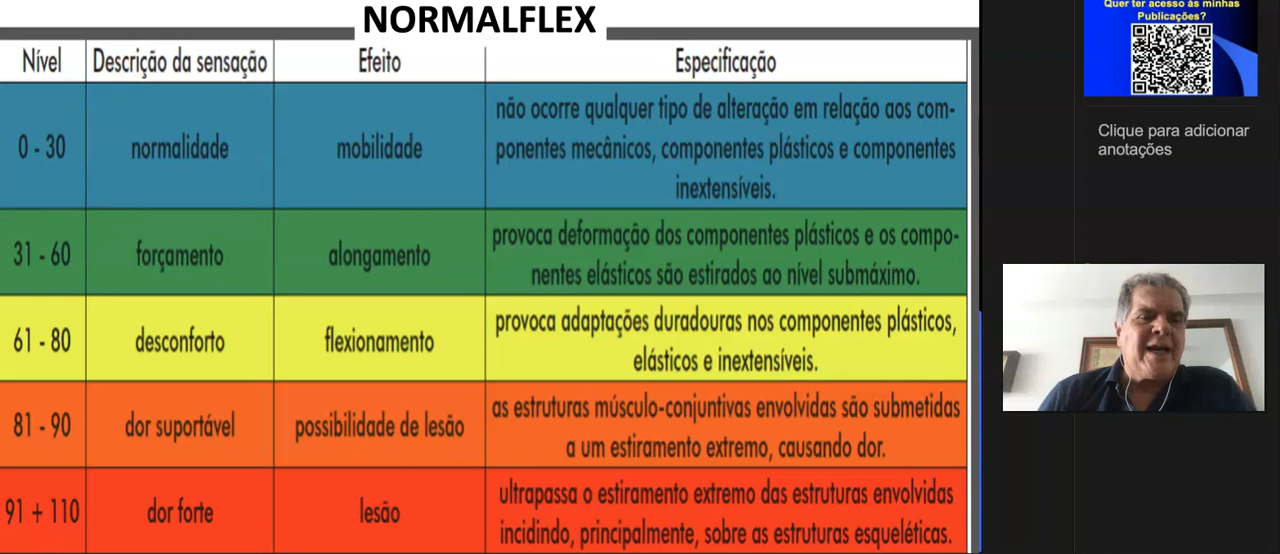 NORMALFLEX
Nível Descrição da sensação Efeito Especificação
0 - 30 normalidade mobilidade
não ocorre qualquer tipo de alteração em relação aos com-
ponentes mecânicos, componentes plásticos e componentes
inextensíveis.
31 - 60 forçamento alongamento
provoca deformação dos componentes plásticos e os compo-
nentes elásticos são estirados ao nível submáximo.
61 - 80 desconforto flexionamento
provoca adaptações duradouras nos componentes plásticos,
elásticos e inextensíveis.
81 - 90 dor suportável possibilidade de lesão
as estruturas músculo-conjuntivas envolvidas são submetidas
a um estiramento extremo, causando dor.
91 + 110 dor forte lesão
ultrapassa o estiramento extremo das estruturas envolvidas
incidindo, principalmente, sobre as estruturas esqueléticas.
Quer ter acesso às minhas
Publicações?
Clique para adicionar
anotações